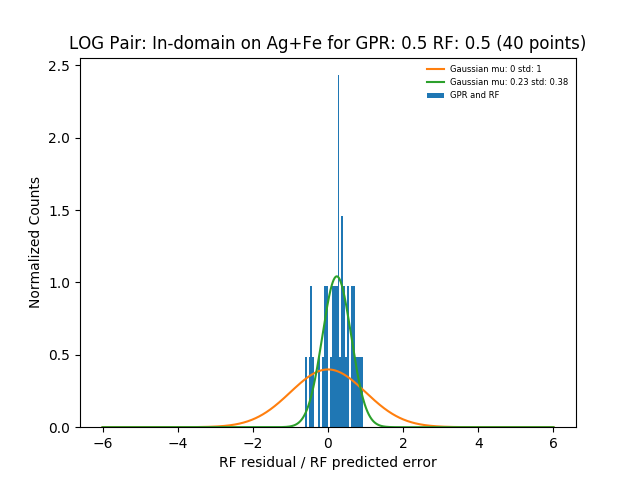 LOG Pair: In-domain on Ag+Fe for GPR: 0.5 RF: 0.5 (40 points)
Gaussian mu: 0 std: 1
Gaussian mu: 0.23 std: 0.38
GPR and RF
2.5
2.0
1.5
1.0
0.5
0.0
Normalized Counts
−6 −4 −2 0 2 4 6
RF residual / RF predicted error